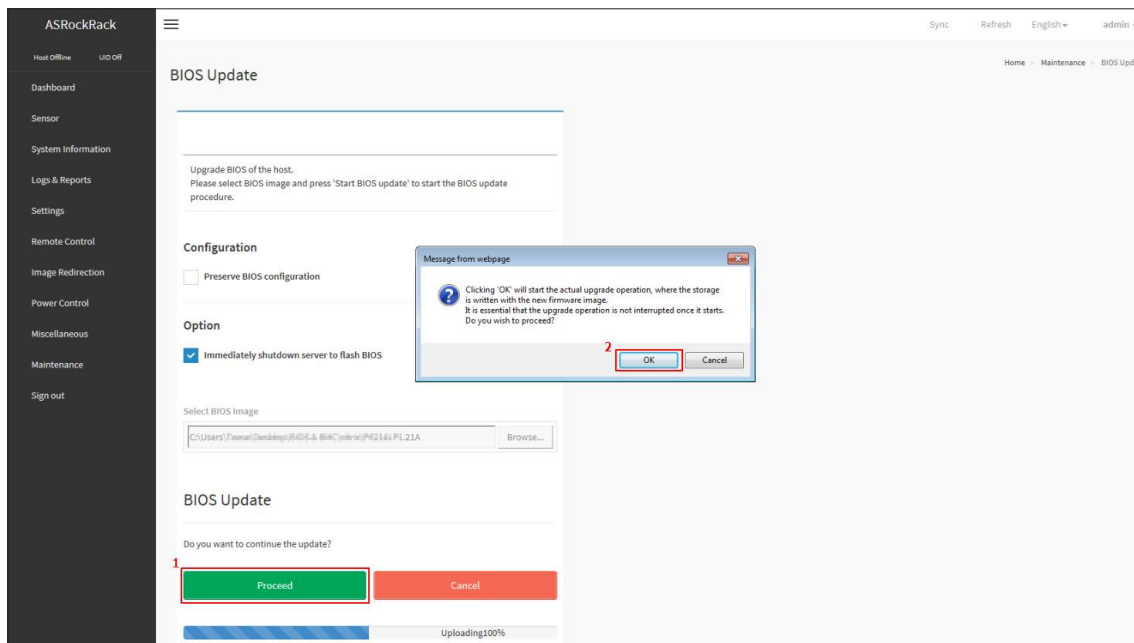 ASRockRack
Sync Refresh English admin
Host Offline UID Off
Home > Maintenance > BIOS Upd
BIOS Update
Dashboard
Sensor
System Information
Logs & Reports
Settings
Remote Control
Image Redirection
Power Control
Miscellaneous
Maintenance
Sign out
Upgrade BIOS of the host.
Please select BIOS image and press 'Start BIOS update' to start the BIOS update
procedure.
Configuration
Preserve BIOS configuration
Option
Immediately shutdown server to flash BIOS
Message from webpage
Clicking 'OK' will start the actual upgrade operation, where the storage
is written with the new firmware image.
It is essential that the upgrade operation is not interrupted once it starts.
Do you wish to proceed?
2
OK Cancel
Select BIOS Image
C:\Users\ .21A Browse...
BIOS Update
Do you want to continue the update?
1
Proceed Cancel
Uploading100%